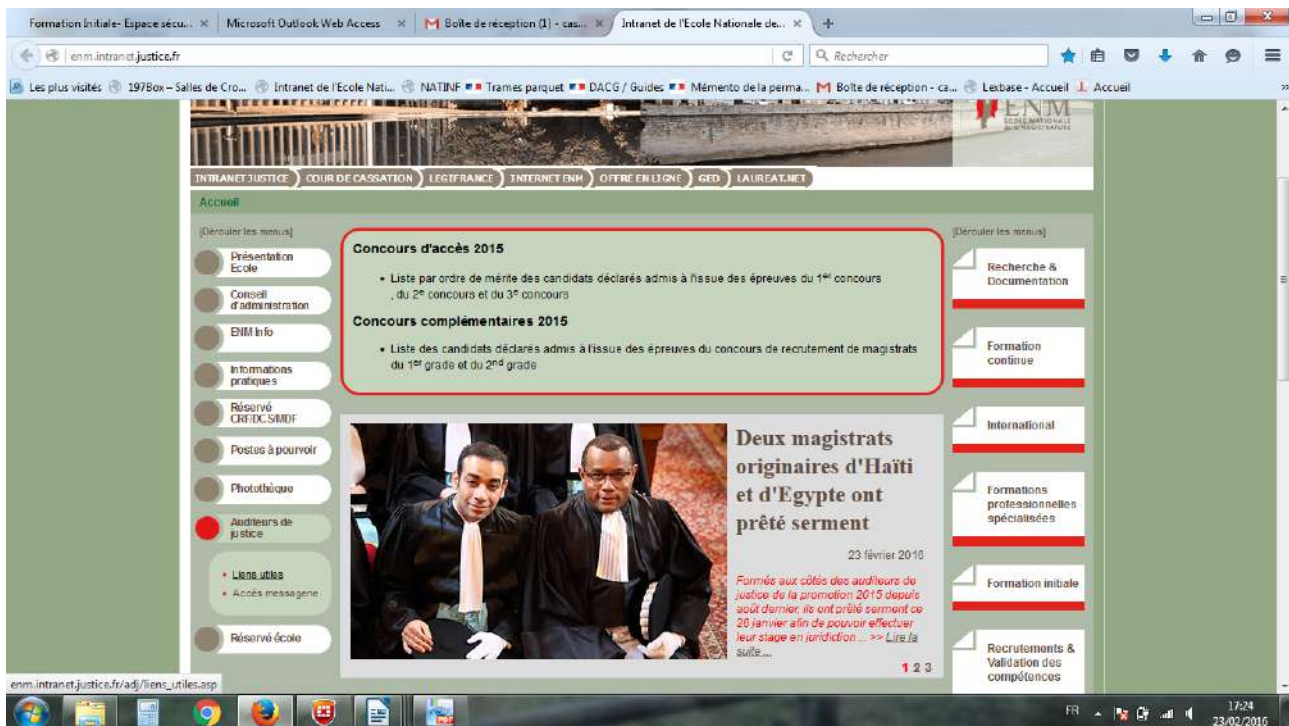 Formation Initiale- Espace sécu...
Microsoft Outlook Web Access
Boîte de réception (1) - cas...
Intranet de l'Ecole Nationale de...
enm.intranet.justice.fr
Rechercher
Les plus visités
197Box – Salles de Cro...
Intranet de l'Ecole Nati...
NATINF
Trames parquet
DACG / Guides
Mémento de la perma...
Boîte de réception - ca...
Lexbase - Accueil
Accueil
ENM
ECOLE NATIONALE
DE LA MAGISTRATURE
INTRANET JUSTICE
COUR DE CASSATION
LEGIFRANCE
INTERNET ENM
OFFRE EN LIGNE
GED
LAUREAT.NET
Accueil
[Dérouler les menus]
Présentation
Ecole
Conseil
d'administration
ENM Info
Informations
pratiques
Réservé
CRF/DCS/MDF
Postes à pourvoir
Photothèque
Auditeurs de
justice
Liens utiles
Accès messagerie
Réservé école
Concours d'accès 2015
• Liste par ordre de mérite des candidats déclarés admis à l'issue des épreuves du 1er concours
, du 2e concours et du 3e concours
Concours complémentaires 2015
• Liste des candidats déclarés admis à l'issue des épreuves du concours de recrutement de magistrats
du 1er grade et du 2nd grade
Deux magistrats
originaires d'Haïti
et d'Egypte ont
prêté serment
23 février 2016
Formés aux côtés des auditeurs de
justice de la promotion 2015 depuis
août dernier, ils ont prêté serment ce
26 janvier afin de pouvoir effectuer
leur stage en juridiction ... >> Lire la
suite ...
1 2 3
[Dérouler les menus]
Recherche &
Documentation
Formation
continue
International
Formations
professionnelles
spécialisées
Formation initiale
Recrutements &
Validation des
compétences
enm.intranet.justice.fr/adj/liens_utiles.asp
FR
17:24
23/02/2016